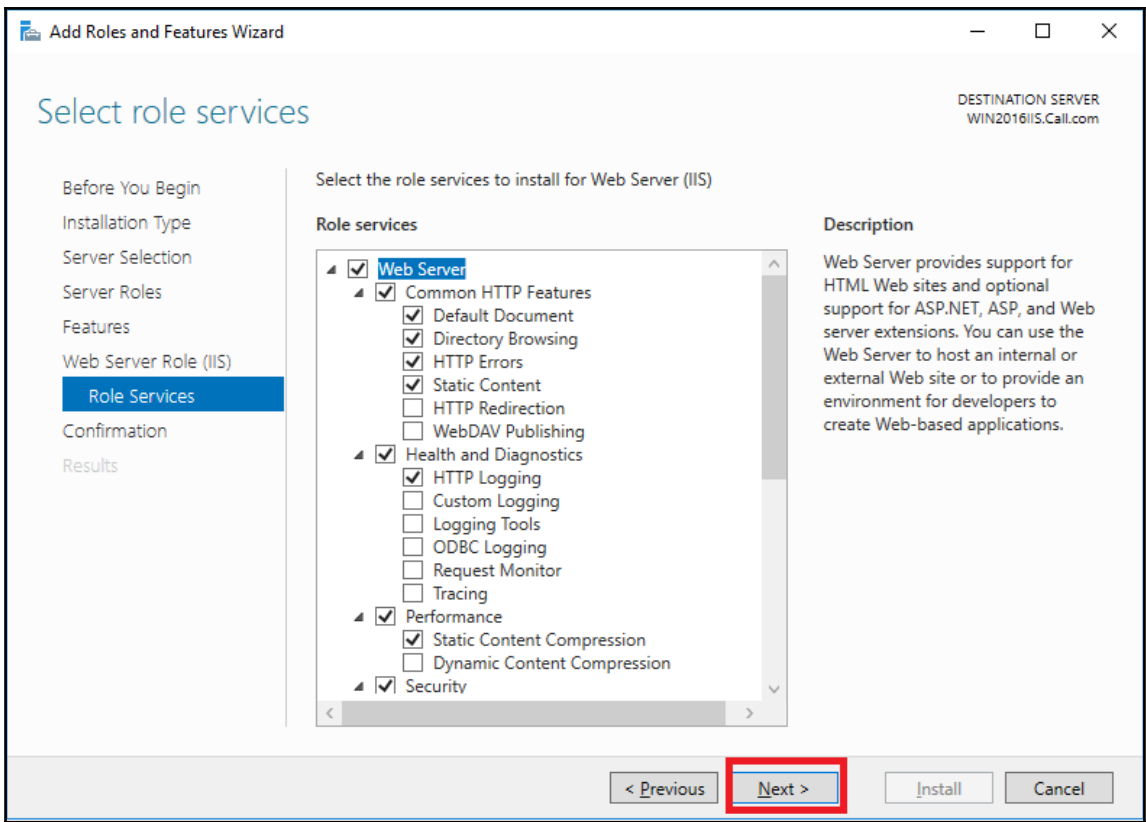 Add Roles and Features Wizard
Select role services
DESTINATION SERVER
WIN2016IIS.Call.com
Before You Begin
Installation Type
Server Selection
Server Roles
Features
Web Server Role (IIS)
Role Services
Confirmation
Results
Select the role services to install for Web Server (IIS)
Role services
Web Server
Common HTTP Features
Default Document
Directory Browsing
HTTP Errors
Static Content
HTTP Redirection
WebDAV Publishing
Health and Diagnostics
HTTP Logging
Custom Logging
Logging Tools
ODBC Logging
Request Monitor
Tracing
Performance
Static Content Compression
Dynamic Content Compression
Security
Description
Web Server provides support for
HTML Web sites and optional
support for ASP.NET, ASP, and Web
server extensions. You can use the
Web Server to host an internal or
external Web site or to provide an
environment for developers to
create Web-based applications.
< Previous
Next >
Install
Cancel